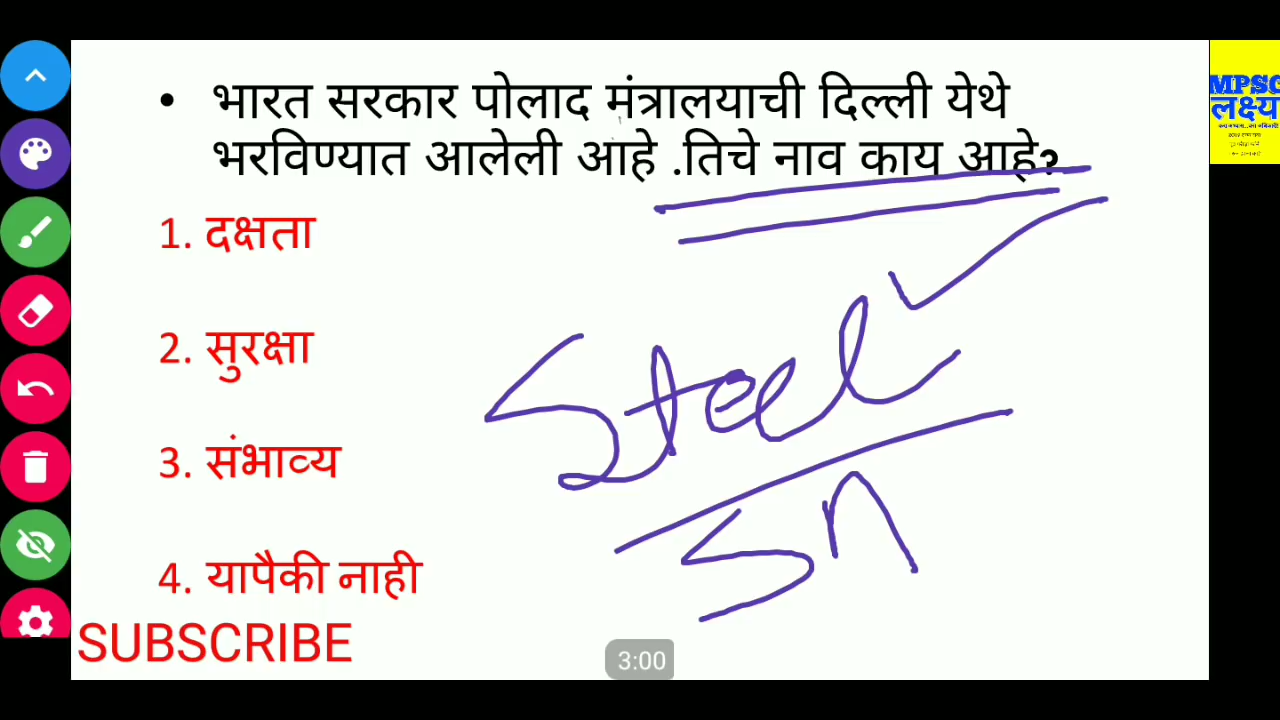 • भारत सरकार पोलाद मंत्रालयाची दिल्ली येथे
भरविण्यात आलेली आहे .तिचे नाव काय आहे?
1. दक्षता
2. सुरक्षा
3. संभाव्य
4. यापैकी नाही
Steel
SUBSCRIBE
3:00
MPSC
लक्ष्य